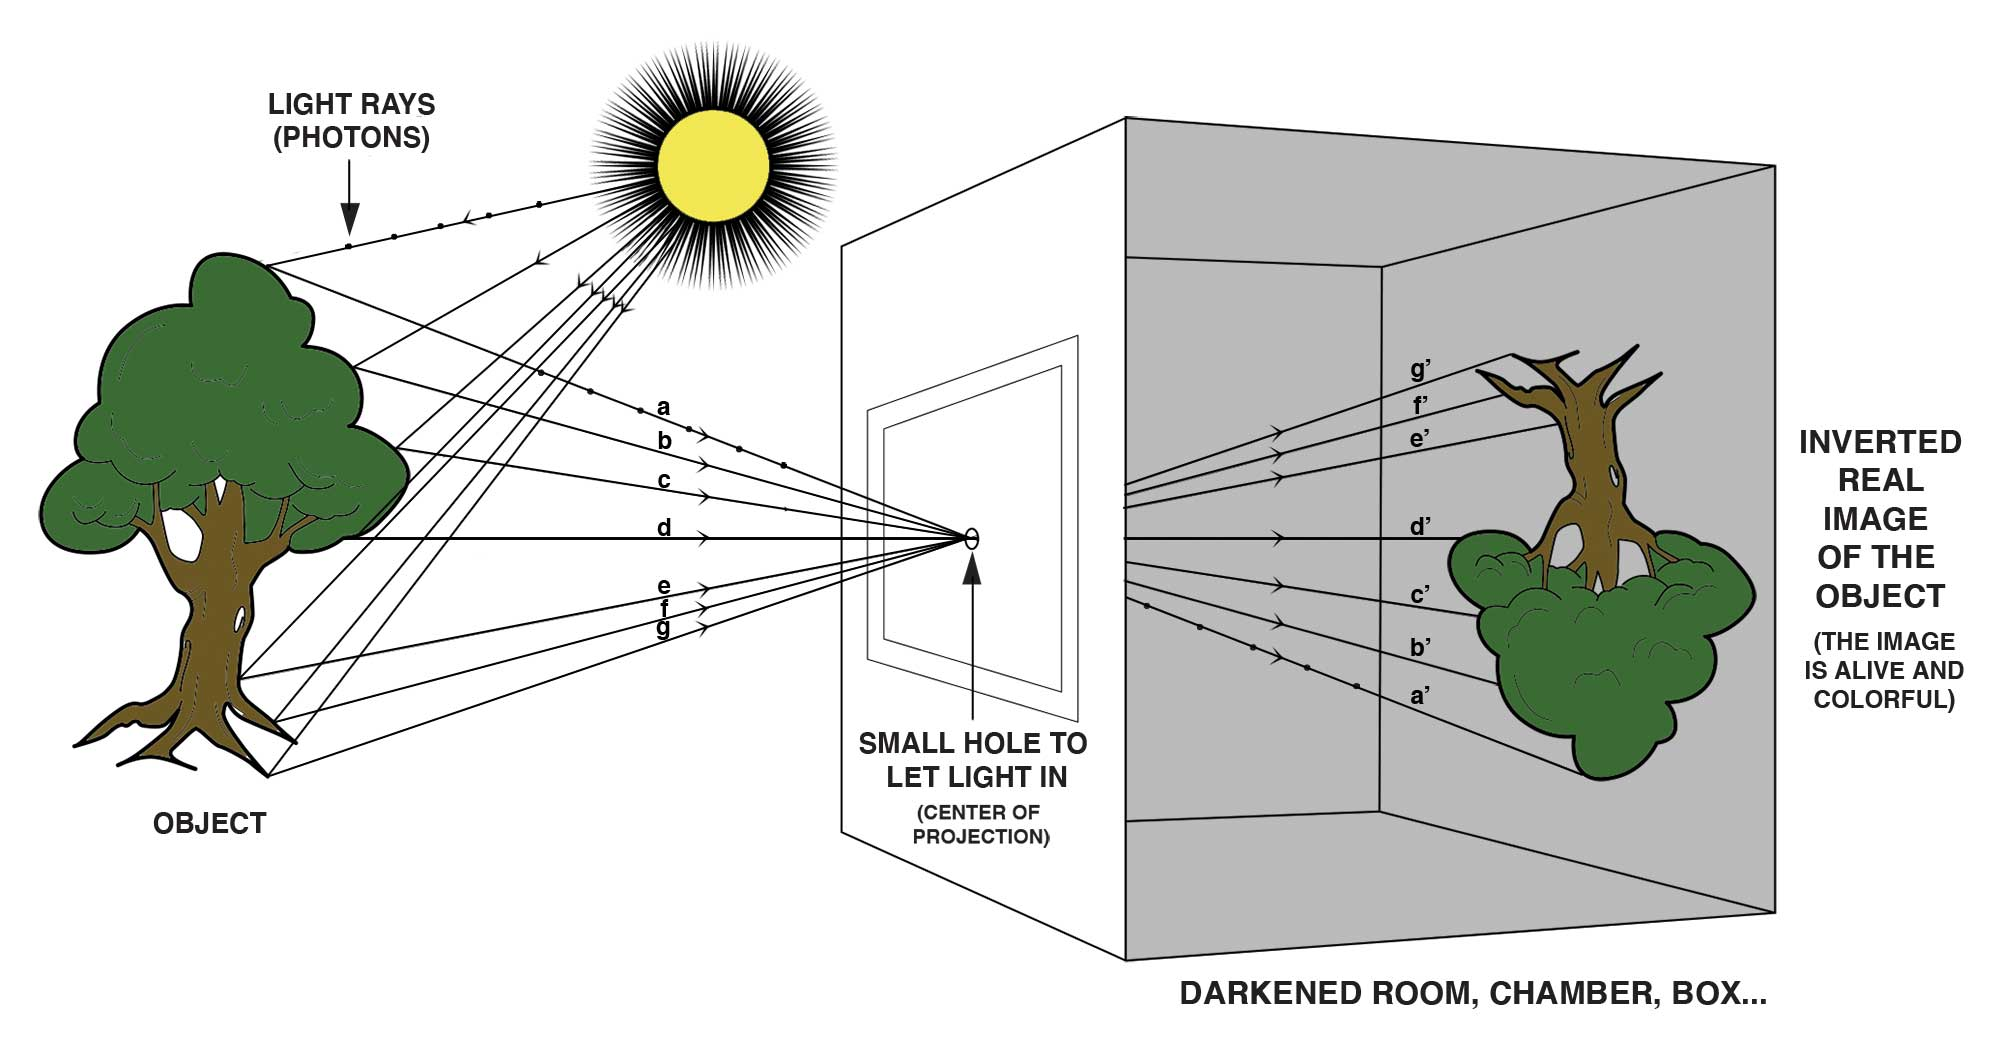 LIGHT RAYS
(PHOTONS)
a
b
c
d
e
f
g
OBJECT
SMALL HOLE TO
LET LIGHT IN
(CENTER OF
PROJECTION)
g’
f’
e’
d’
c’
b’
a’
INVERTED
REAL
IMAGE
OF THE
OBJECT
(THE IMAGE
IS ALIVE AND
COLORFUL)
DARKENED ROOM, CHAMBER, BOX...